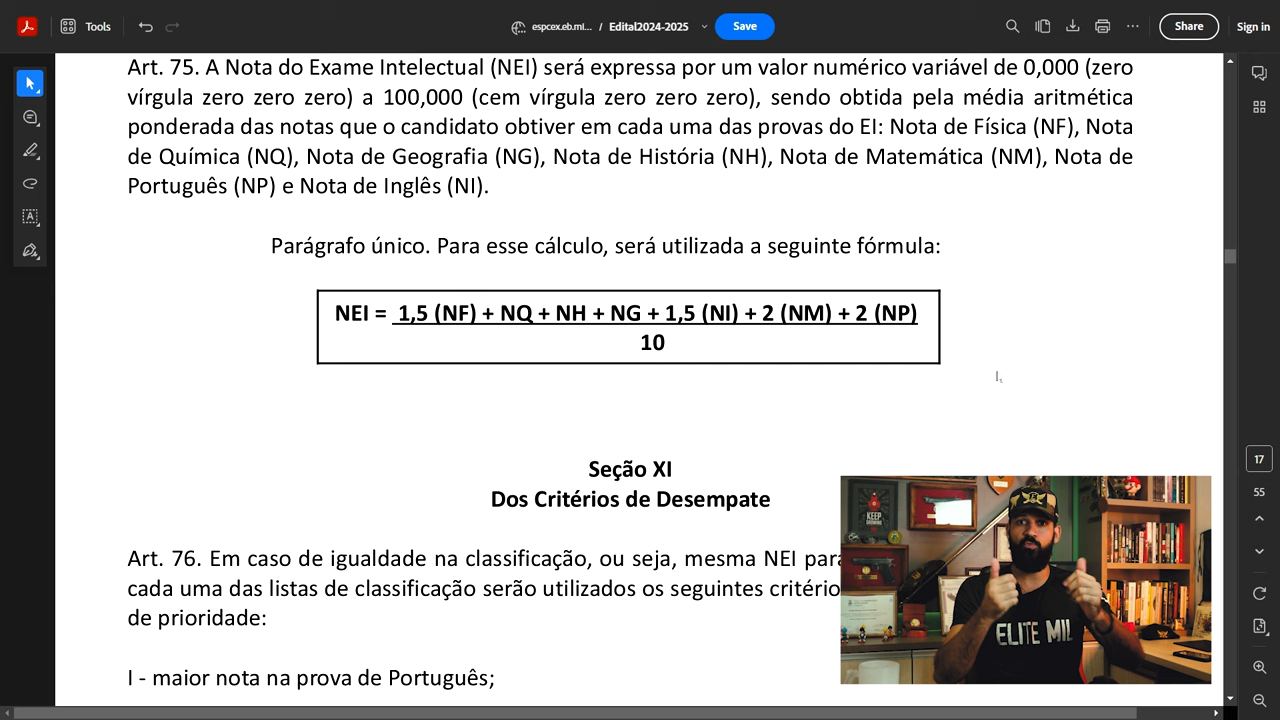 Tools
espcex.eb.mi... / Edital2024-2025
Save
Share
Sign in
Art. 75. A Nota do Exame Intelectual (NEI) será expressa por um valor numérico variável de 0,000 (zero
vírgula zero zero zero) a 100,000 (cem vírgula zero zero zero), sendo obtida pela média aritmética
ponderada das notas que o candidato obtiver em cada uma das provas do EI: Nota de Física (NF), Nota
de Química (NQ), Nota de Geografia (NG), Nota de História (NH), Nota de Matemática (NM), Nota de
Português (NP) e Nota de Inglês (NI).
Parágrafo único. Para esse cálculo, será utilizada a seguinte fórmula:
NEI = 1,5 (NF) + NQ + NH + NG + 1,5 (NI) + 2 (NM) + 2 (NP)
10
Seção XI
Dos Critérios de Desempate
Art. 76. Em caso de igualdade na classificação, ou seja, mesma NEI para
cada uma das listas de classificação serão utilizados os seguintes critério
de prioridade:
I - maior nota na prova de Português;
17
55
KEEP
ELITE MIL